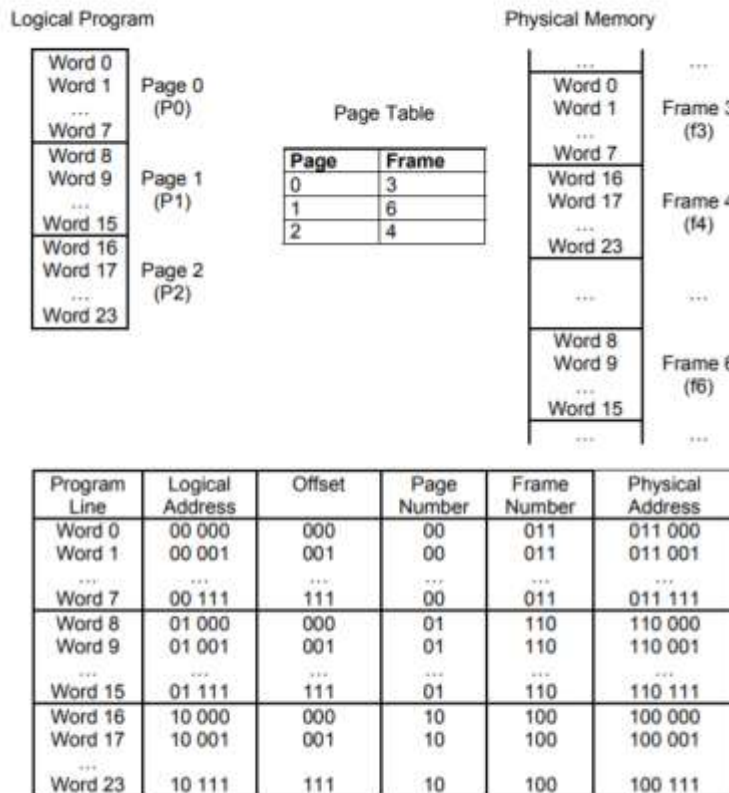 Logical Program
Word 0
Word 1
...
Word 7
Page 0
(P0)
Word 8
Word 9
...
Word 15
Page 1
(P1)
Word 16
Word 17
...
Word 23
Page 2
(P2)
Page Table
Page Frame
0 3
1 6
2 4
Physical Memory
... ...
Word 0
Word 1
...
Word 7
Frame 3
(f3)
Word 16
Word 17
...
Word 23
Frame 4
(f4)
... ...
Word 8
Word 9
...
Word 15
Frame 6
(f6)
... ...
Program Line Logical Address Offset Page Number Frame Number Physical Address
Word 0 00 000 000 00 011 011 000
Word 1 00 001 001 00 011 011 001
... ... ... ... ... ...
Word 7 00 111 111 00 011 011 111
Word 8 01 000 000 01 110 110 000
Word 9 01 001 001 01 110 110 001
... ... ... ... ... ...
Word 15 01 111 111 01 110 110 111
Word 16 10 000 000 10 100 100 000
Word 17 10 001 001 10 100 100 001
...
Word 23 10 111 111 10 100 100 111